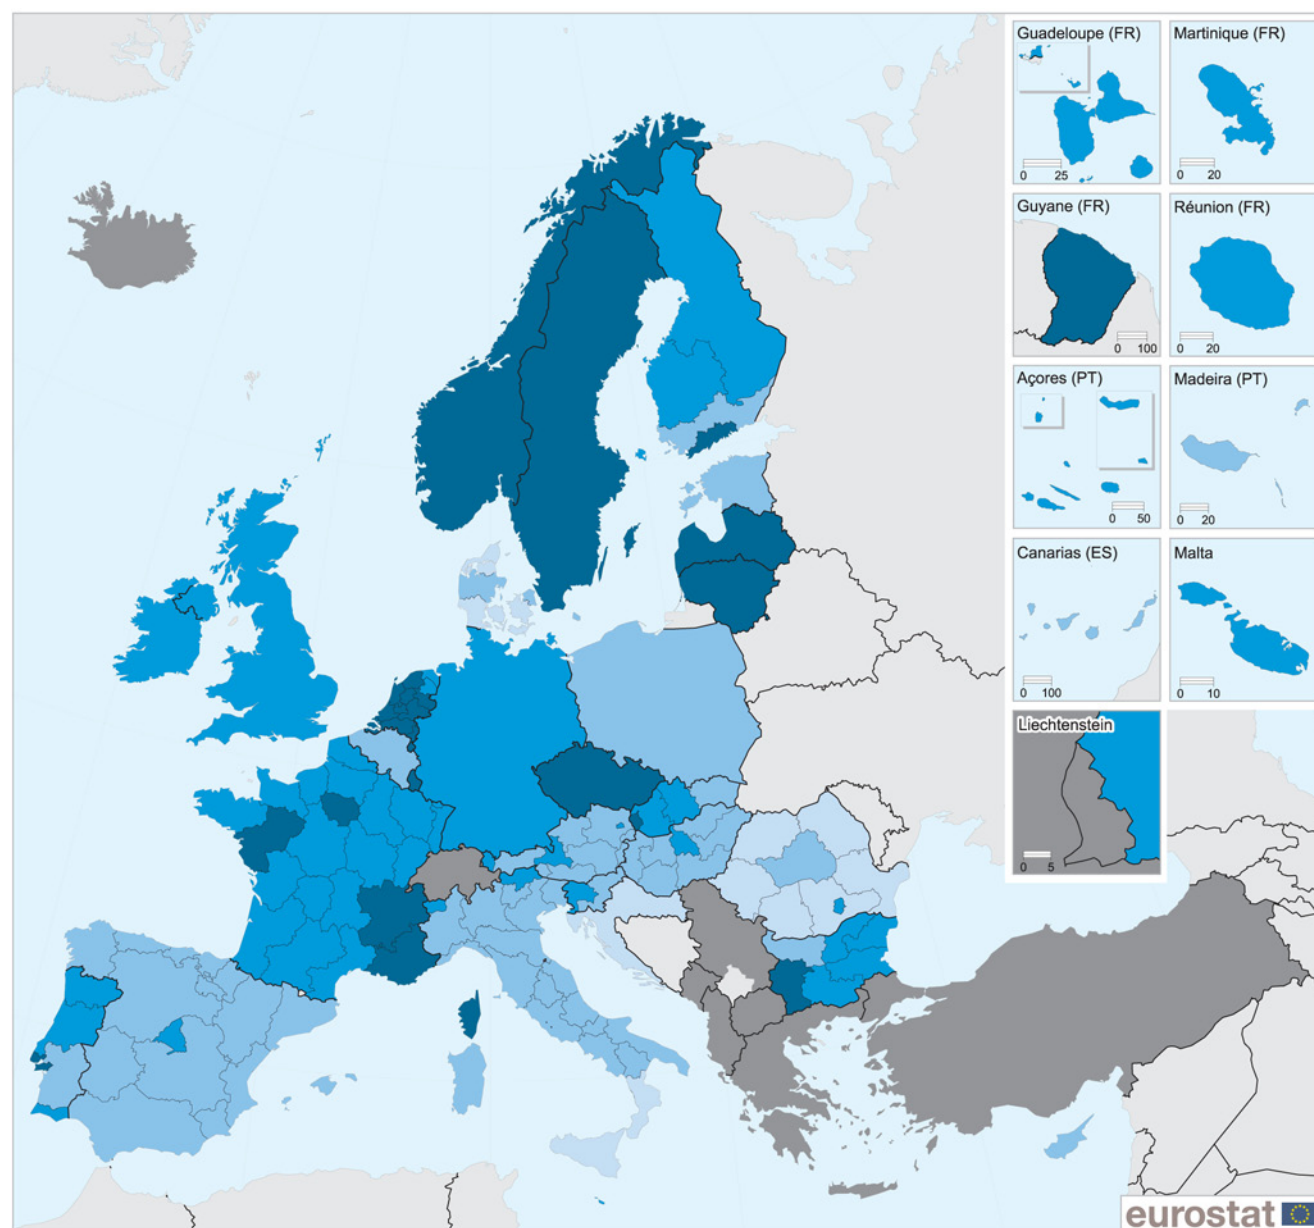 Guadeloupe (FR)
0 25
Martinique (FR)
0 20
Guyane (FR)
0 100
Réunion (FR)
0 20
Açores (PT)
0 50
Madeira (PT)
0 20
Canarias (ES)
0 100
Malta
0 10
Liechtenstein
0 5
eurostat